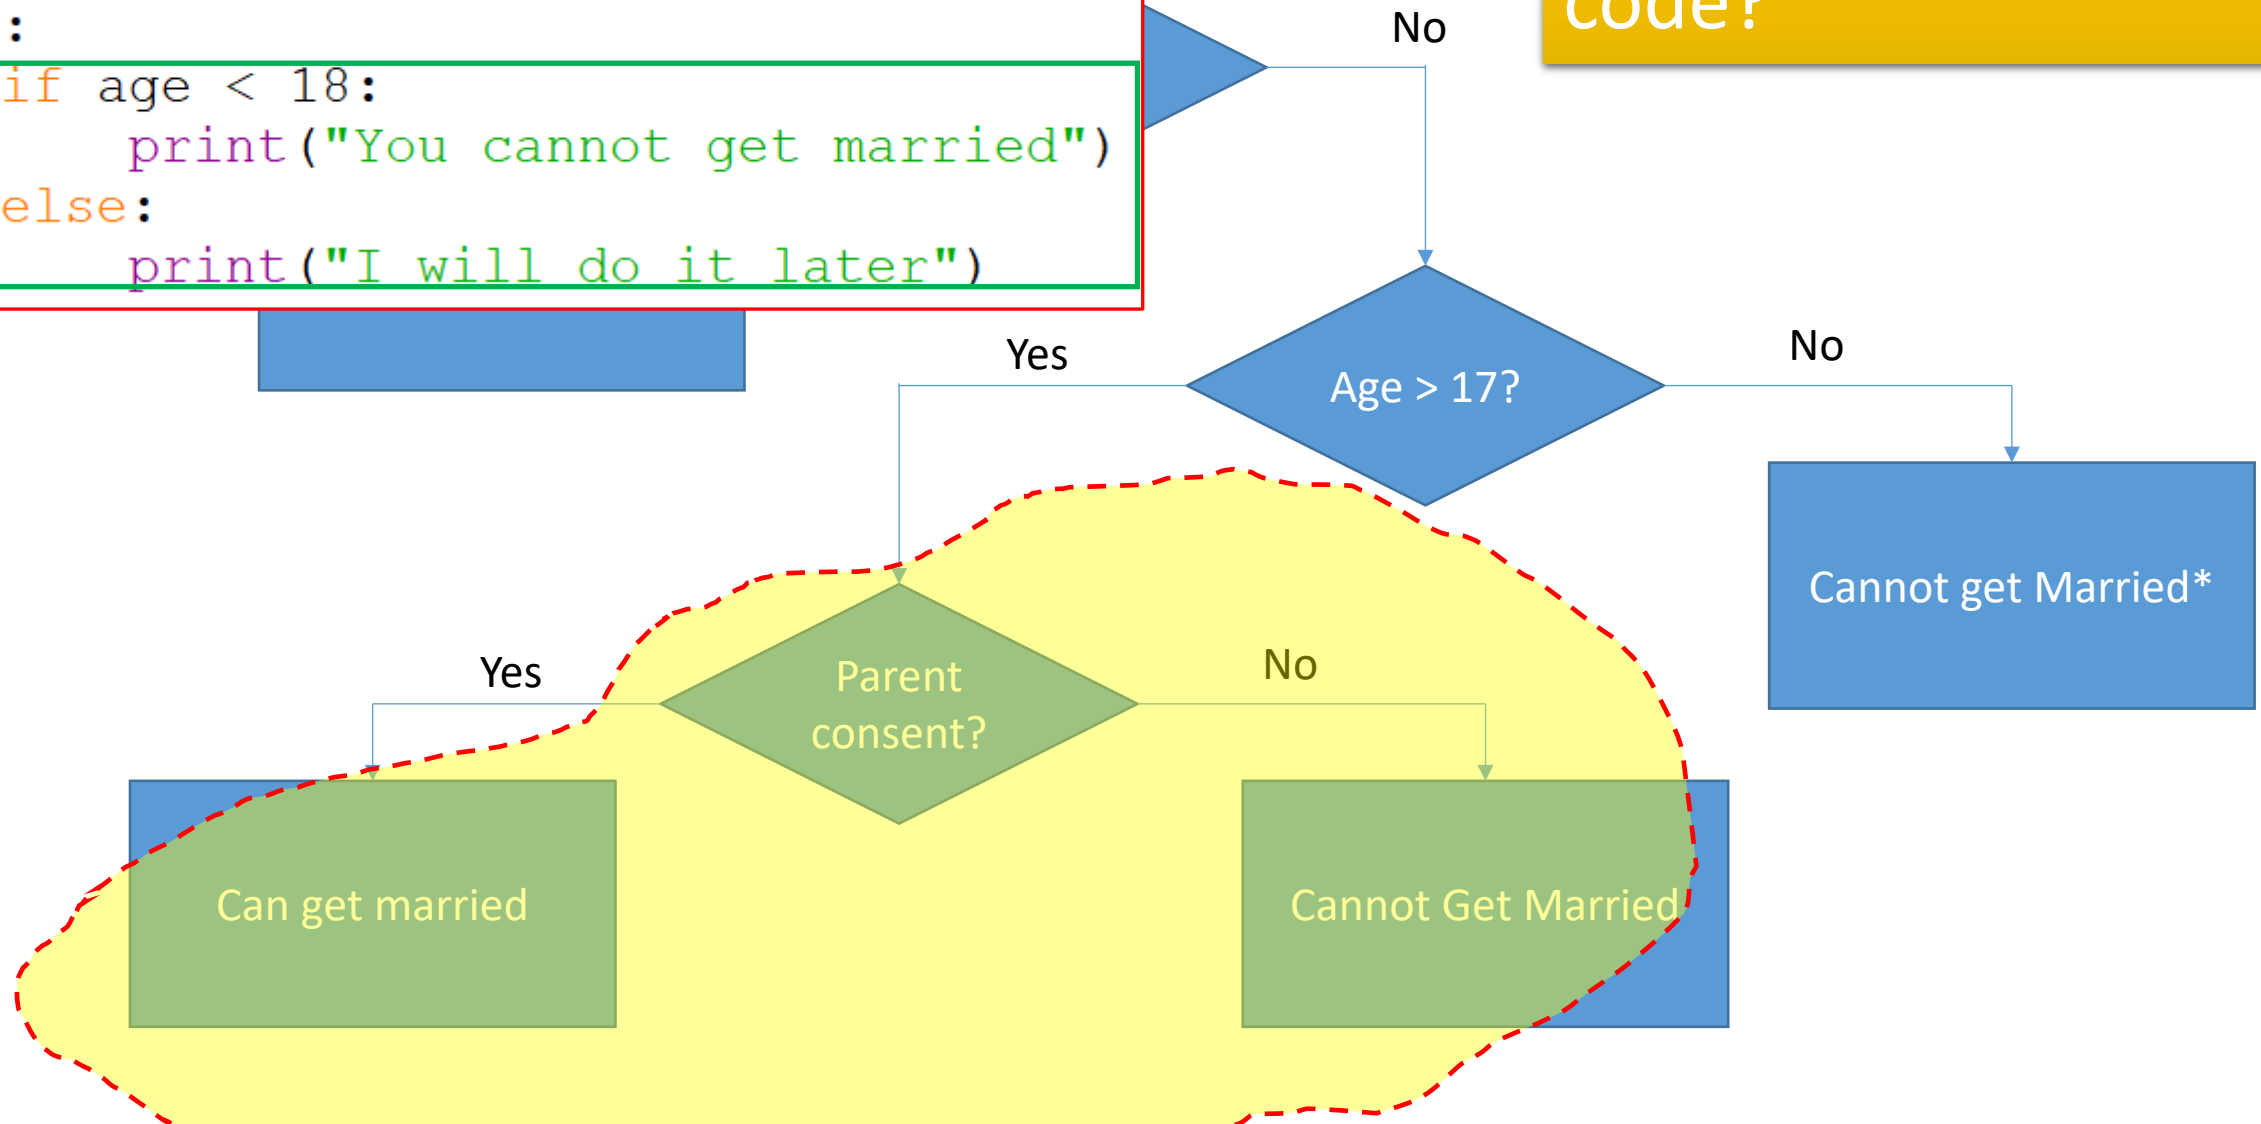 :
if age < 18:
print("You cannot get married")
else:
print("I will do it later")
No
code?
Yes
Age > 17?
No
Cannot get Married*
Yes
Parent
consent?
No
Can get married
Cannot Get Married